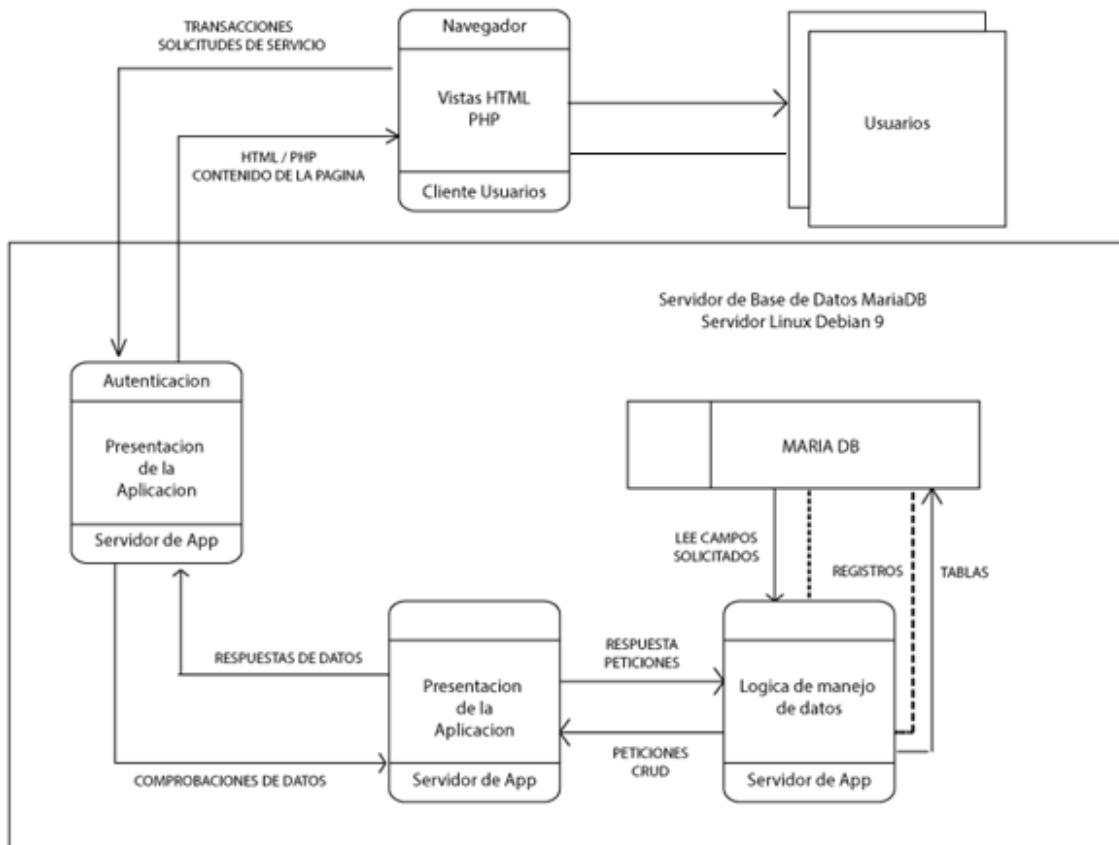 TRANSACCIONES
SOLICITUDES DE SERVICIO
Navegador
Vistas HTML
PHP
Cliente Usuarios
Usuarios
HTML / PHP
CONTENIDO DE LA PAGINA
Servidor de Base de Datos MariaDB
Servidor Linux Debian 9
Autenticacion
Presentacion
de la
Aplicacion
Servidor de App
MARIA DB
LEE CAMPOS
SOLICITADOS
REGISTROS
TABLAS
RESPUESTAS DE DATOS
COMPROBACIONES DE DATOS
Presentacion
de la
Aplicacion
Servidor de App
RESPUESTA
PETICIONES
PETICIONES
CRUD
Logica de manejo
de datos
Servidor de App